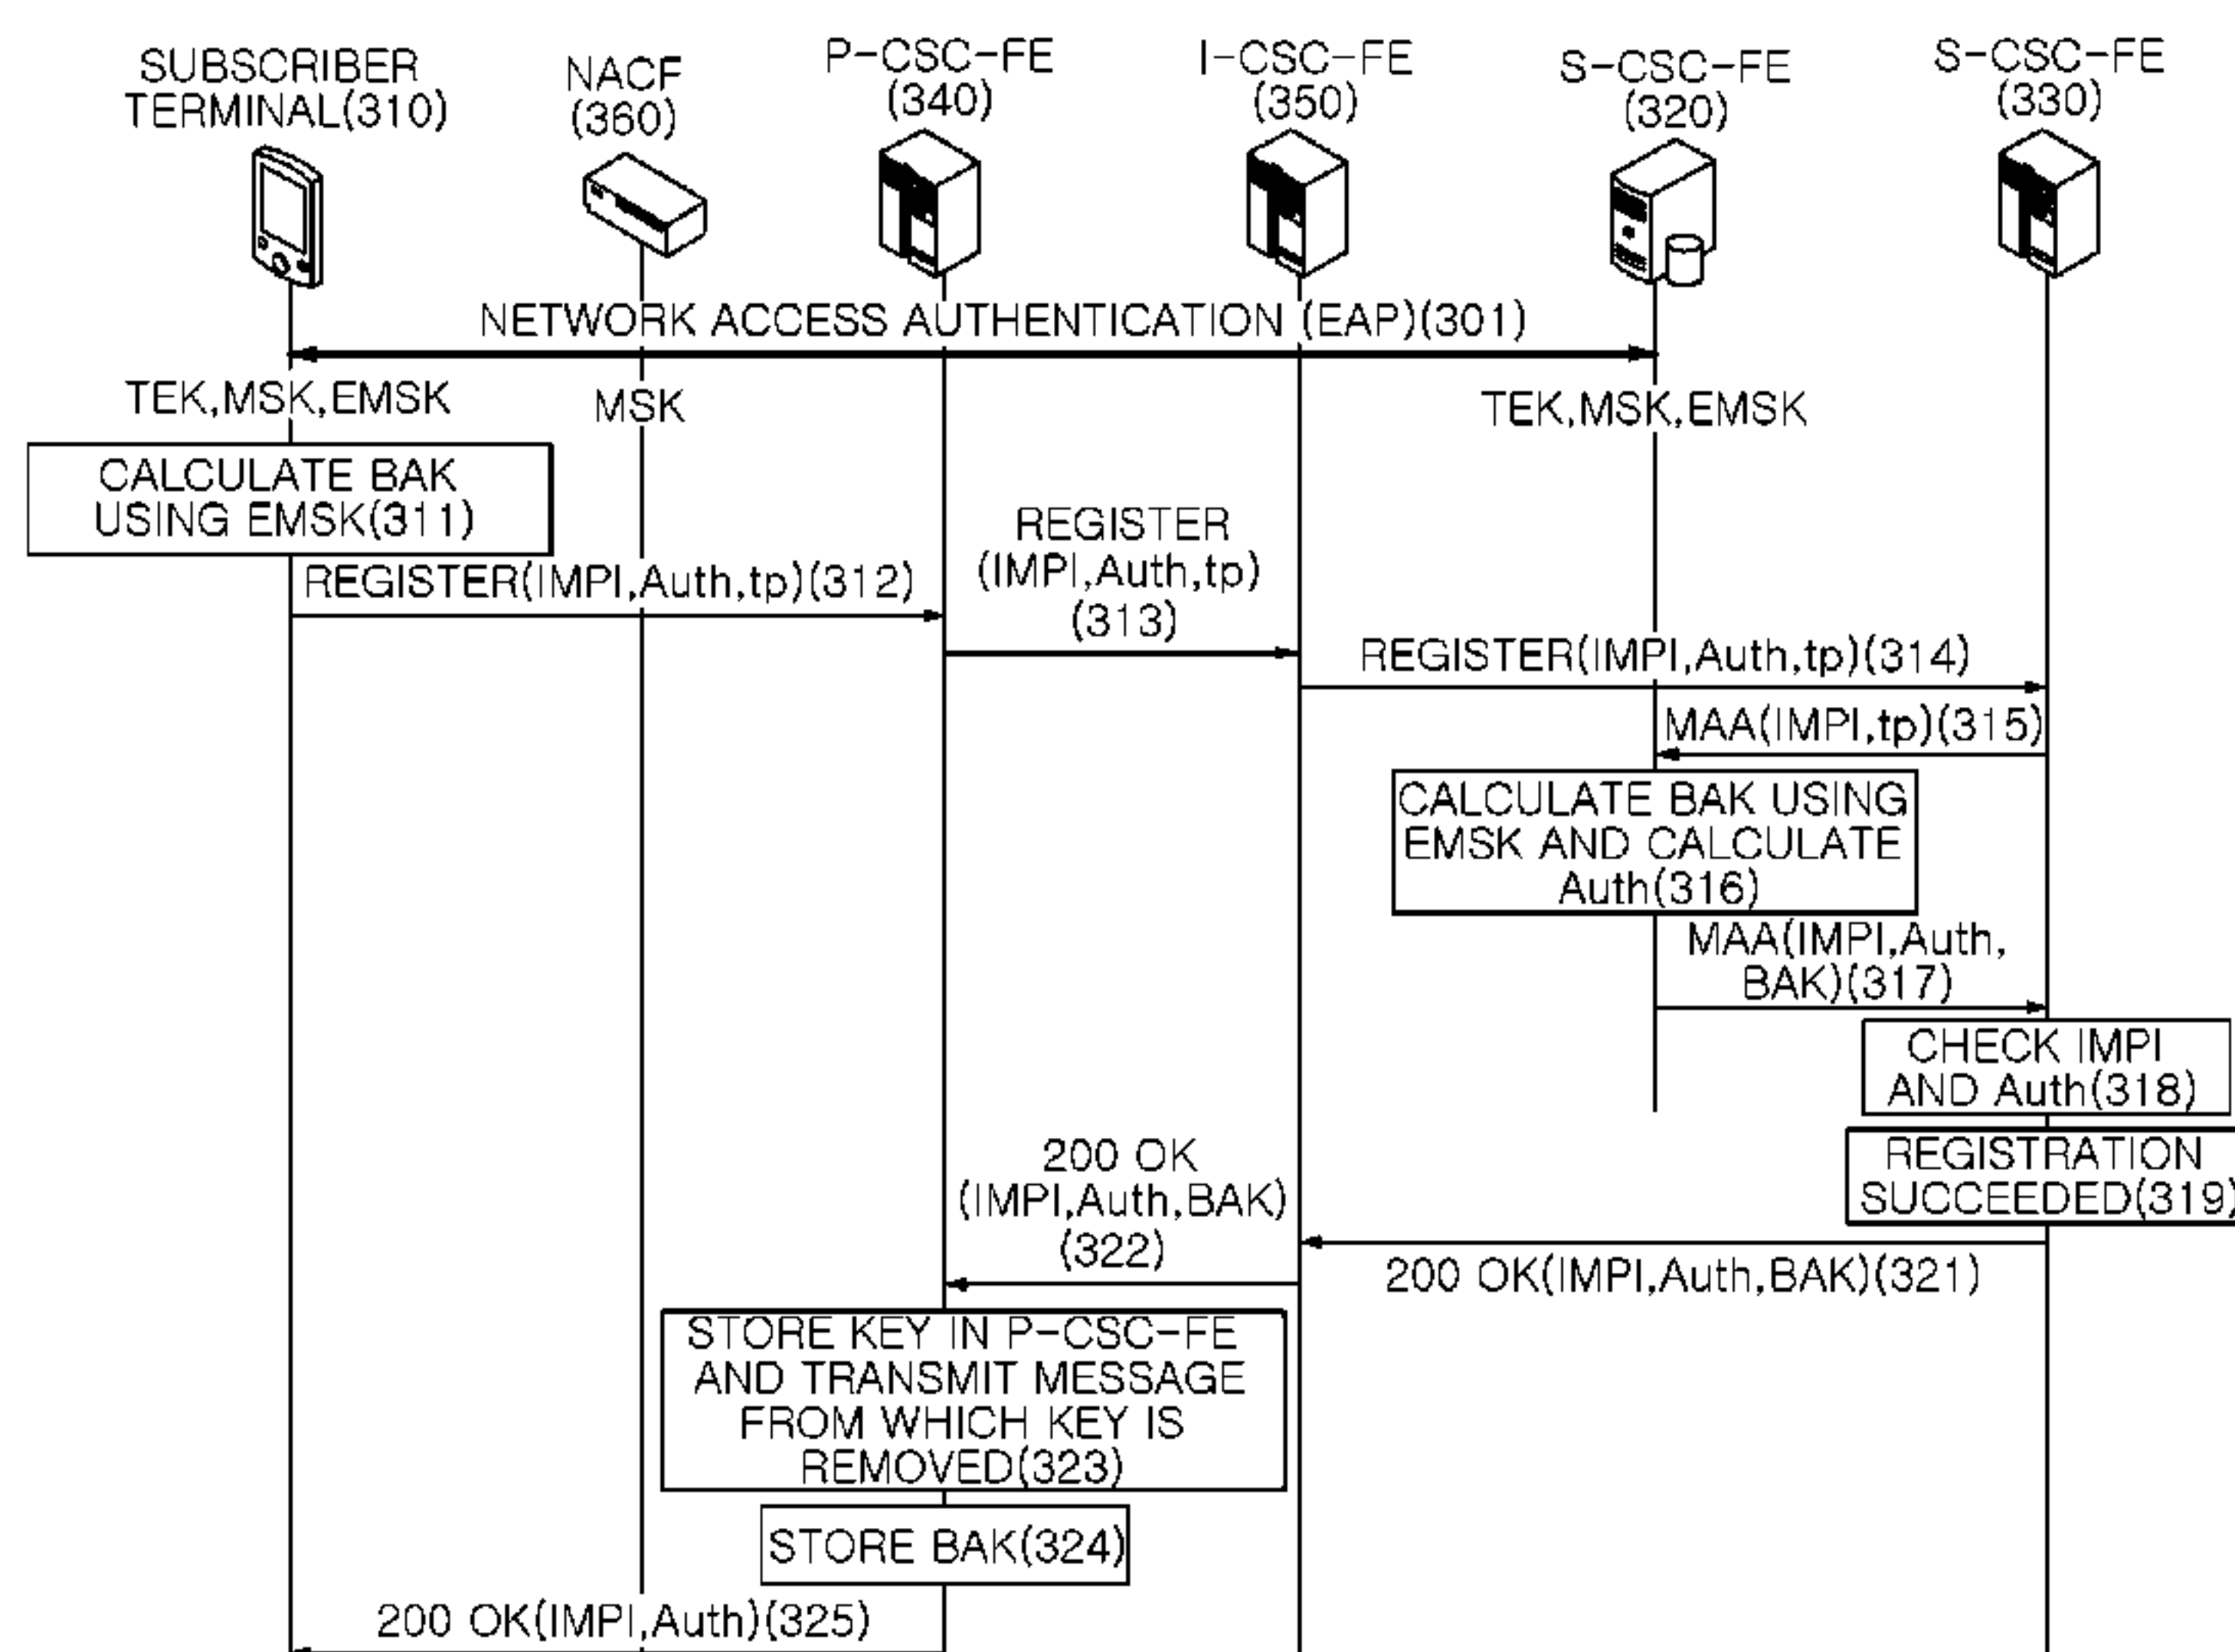 SUBSCRIBER
TERMINAL(310)
NACF
(360)
P-CSC-FE
(340)
I-CSC-FE
(350)
S-CSC-FE
(320)
S-CSC-FE
(330)
NETWORK ACCESS AUTHENTICATION (EAP)(301)
TEK,MSK,EMSK
MSK
TEK,MSK,EMSK
CALCULATE BAK
USING EMSK(311)
REGISTER(IMPI,Auth,tp)(312)
REGISTER
(IMPI,Auth,tp)
(313)
REGISTER(IMPI,Auth,tp)(314)
MAA(IMPI,tp)(315)
CALCULATE BAK USING
EMSK AND CALCULATE
Auth(316)
MAA(IMPI,Auth,
BAK)(317)
CHECK IMPI
AND Auth(318)
REGISTRATION
SUCCEEDED(319)
200 OK(IMPI,Auth,BAK)(321)
200 OK
(IMPI,Auth,BAK)
(322)
STORE KEY IN P-CSC-FE
AND TRANSMIT MESSAGE
FROM WHICH KEY IS
REMOVED(323)
STORE BAK(324)
200 OK(IMPI,Auth)(325)